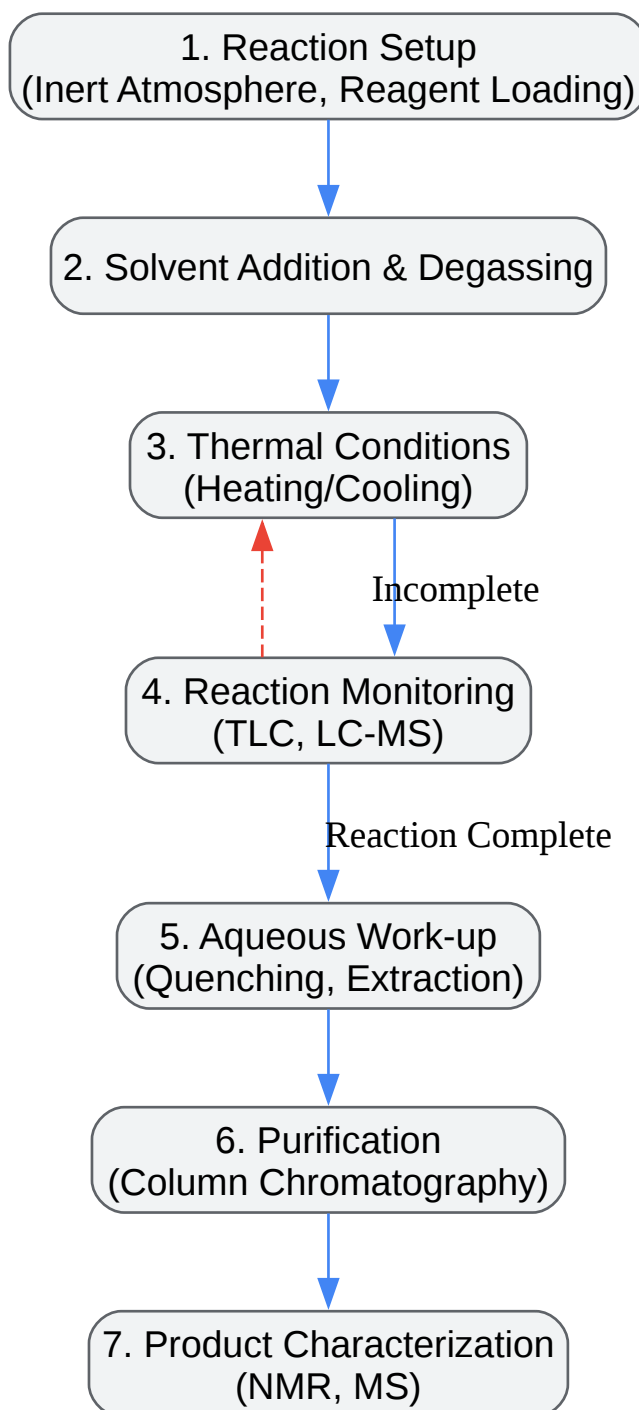 1. Reaction Setup
(Inert Atmosphere, Reagent Loading)
2. Solvent Addition & Degassing
3. Thermal Conditions
(Heating/Cooling)
Incomplete
4. Reaction Monitoring
(TLC, LC-MS)
Reaction Complete
5. Aqueous Work-up
(Quenching, Extraction)
6. Purification
(Column Chromatography)
7. Product Characterization
(NMR, MS)